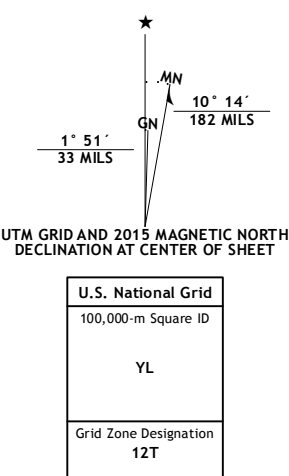 ★
MN
GN
10° 14´
182 MILS
1° 51´
33 MILS
UTM GRID AND 2015 MAGNETIC NORTH
DECLINATION AT CENTER OF SHEET
U.S. National Grid
100,000-m Square ID
YL
Grid Zone Designation
12T